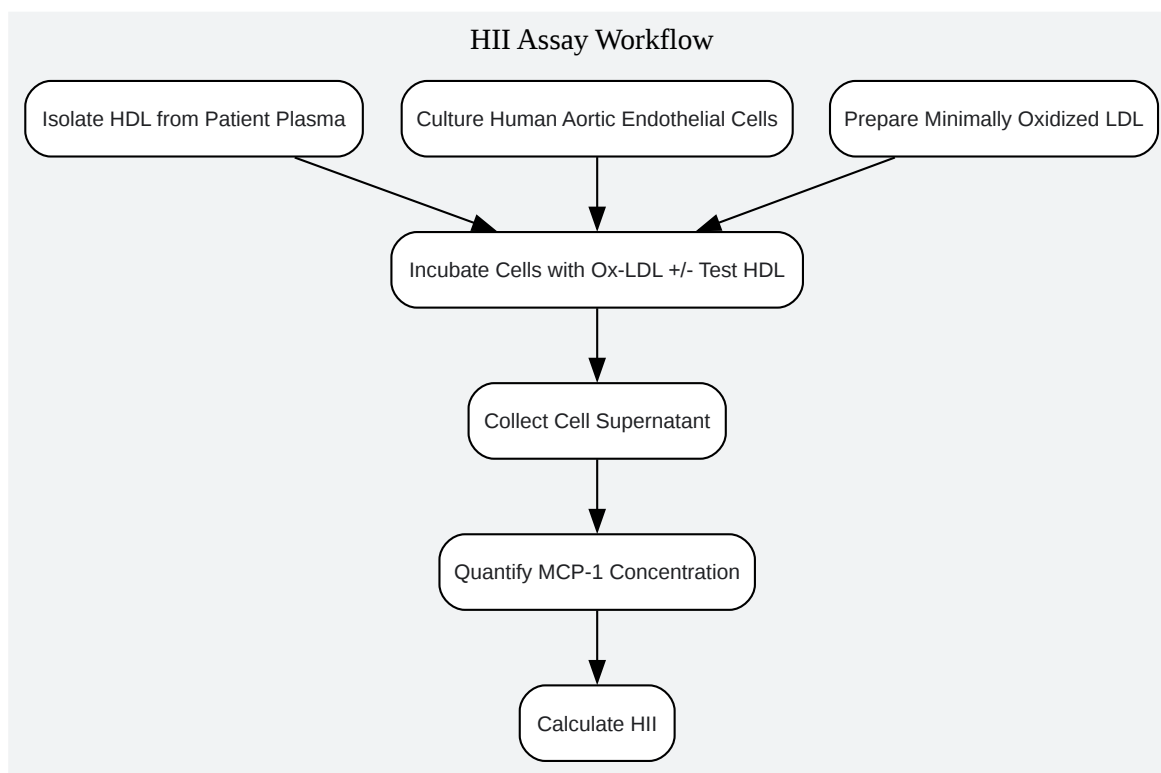 HII Assay Workflow
Isolate HDL from Patient Plasma
Culture Human Aortic Endothelial Cells
Prepare Minimally Oxidized LDL
Incubate Cells with Ox-LDL +/- Test HDL
Collect Cell Supernatant
Quantify MCP-1 Concentration
Calculate HII